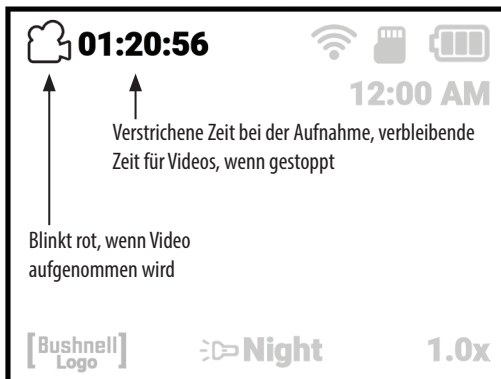 01:20:56
12:00 AM
Verstrichene Zeit bei der Aufnahme, verbleibende
Zeit für Videos, wenn gestoppt
Blinkt rot, wenn Video
aufgenommen wird
[Bushnell Logo]
Night
1.0x